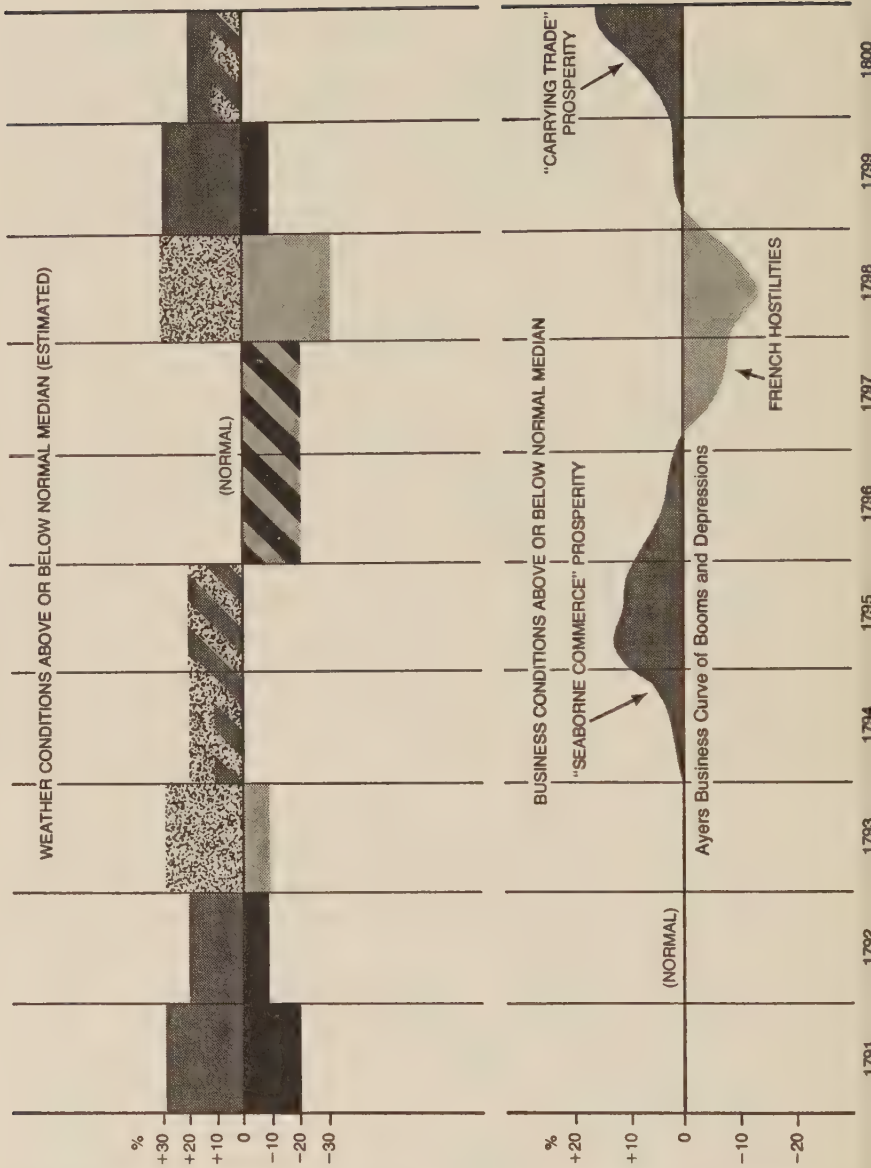 WEATHER CONDITIONS ABOVE OR BELOW NORMAL MEDIAN (ESTIMATED)
%
+30
+20
+10
0
-10
-20
-30
(NORMAL)
BUSINESS CONDITIONS ABOVE OR BELOW NORMAL MEDIAN
%
+20
+10
0
-10
-20
(NORMAL)
"SEABORNE COMMERCE" PROSPERITY
Ayers Business Curve of Booms and Depressions
FRENCH HOSTILITIES
"CARRYING TRADE"
PROSPERITY
1791
1792
1793
1794
1795
1796
1797
1798
1799
1800